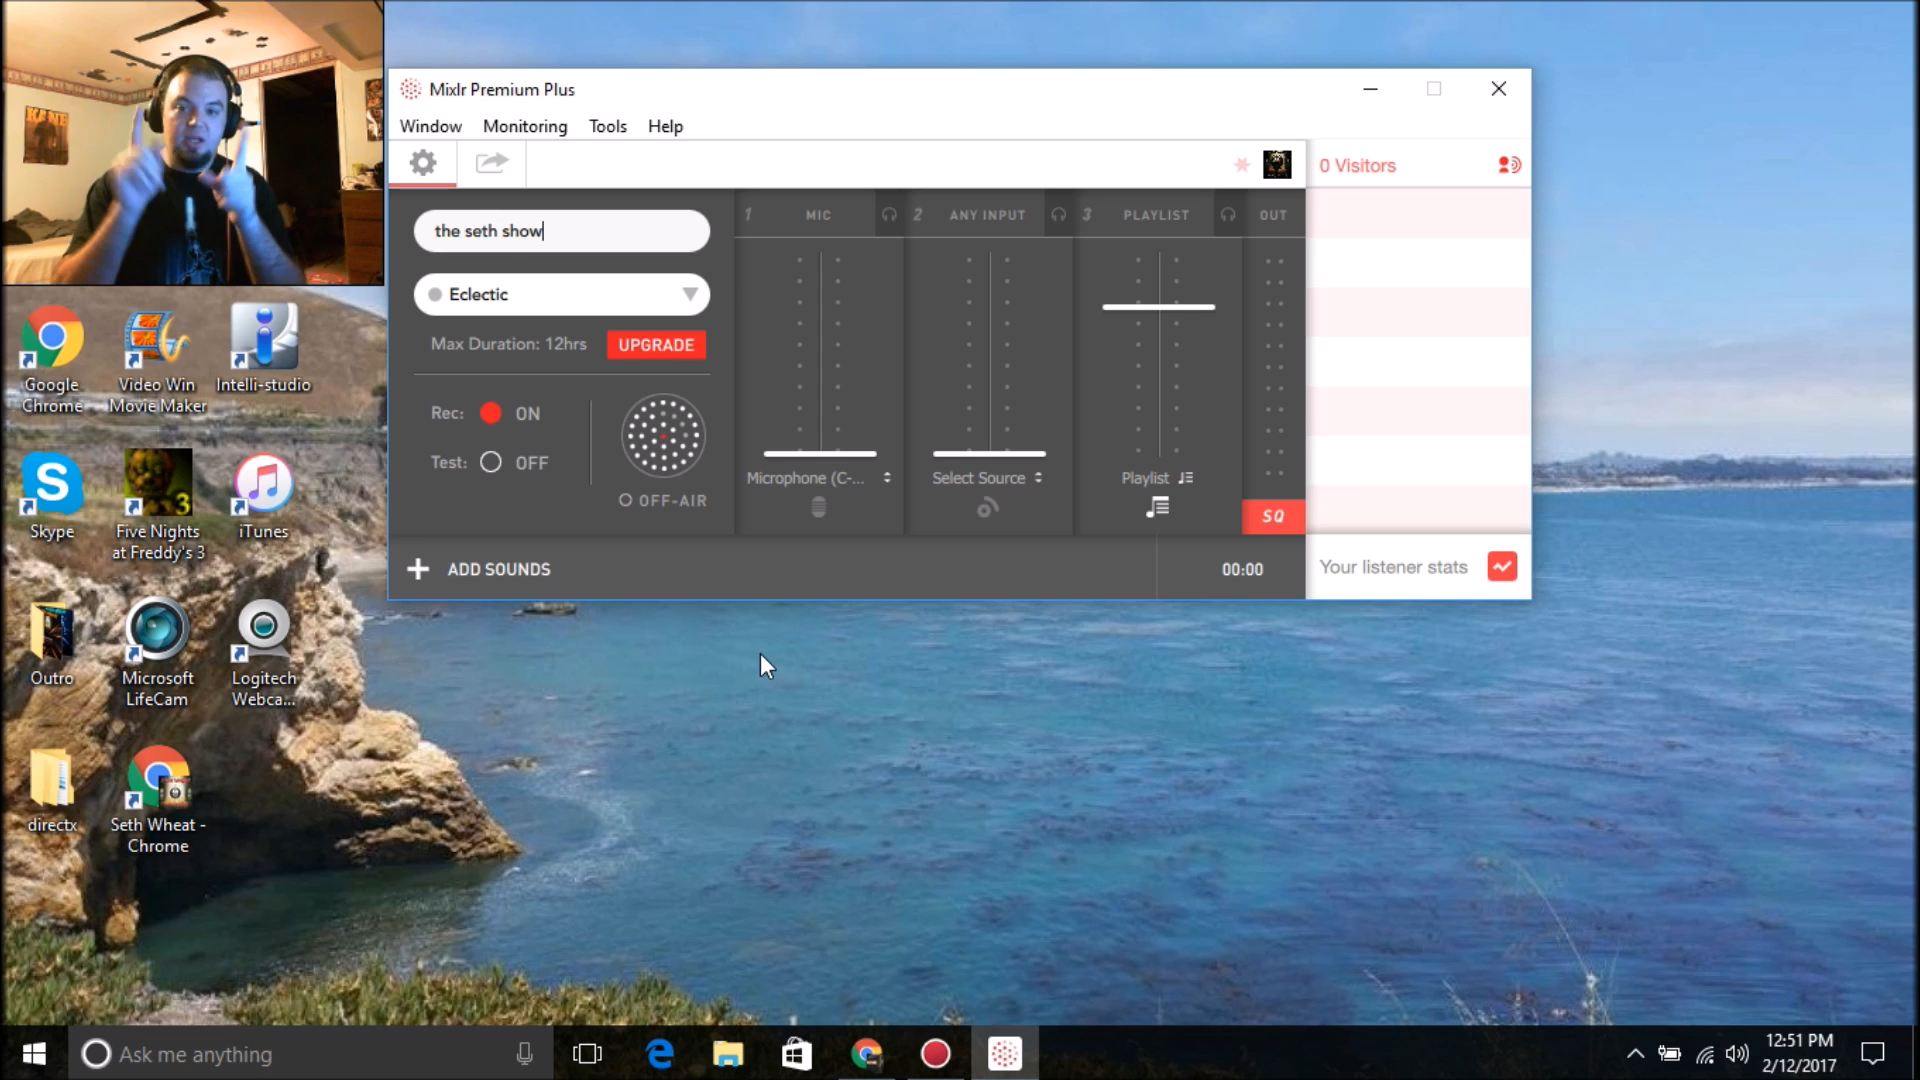 KANE
Mixlr Premium Plus
Window Monitoring Tools Help
0 Visitors
the seth show
1 MIC 2 ANY INPUT 3 PLAYLIST OUT
Eclectic
Max Duration: 12hrs UPGRADE
Rec: ON
Test: OFF
OFF-AIR
Microphone (C-... Select Source Playlist
SQ
ADD SOUNDS 00:00
Your listener stats
Google
Chrome
Video Win
Movie Maker
Intelli-studio
Skype
3
Five Nights
at Freddy's 3
iTunes
Outro
Microsoft
LifeCam
Logitech
Webca...
directx
Seth Wheat -
Chrome
Ask me anything
12:51 PM
2/12/2017